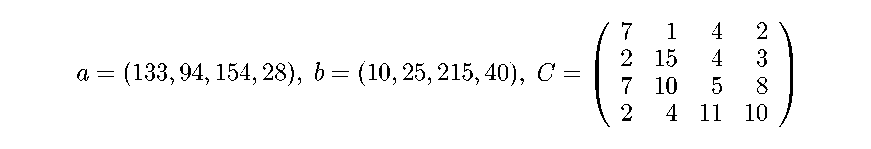 a = (133, 94, 154, 28), b = (10, 25, 215, 40), C = 
7 1 4 2
2 15 4 3
7 10 5 8
2 4 11 10